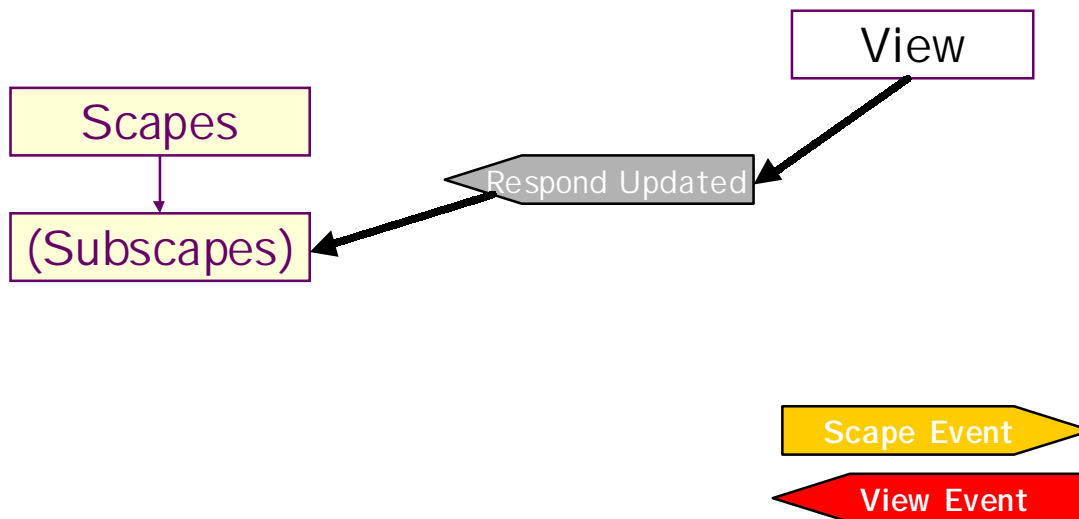 View
Scapes
Respond Updated
(Subscapes)
Scape Event
View Event